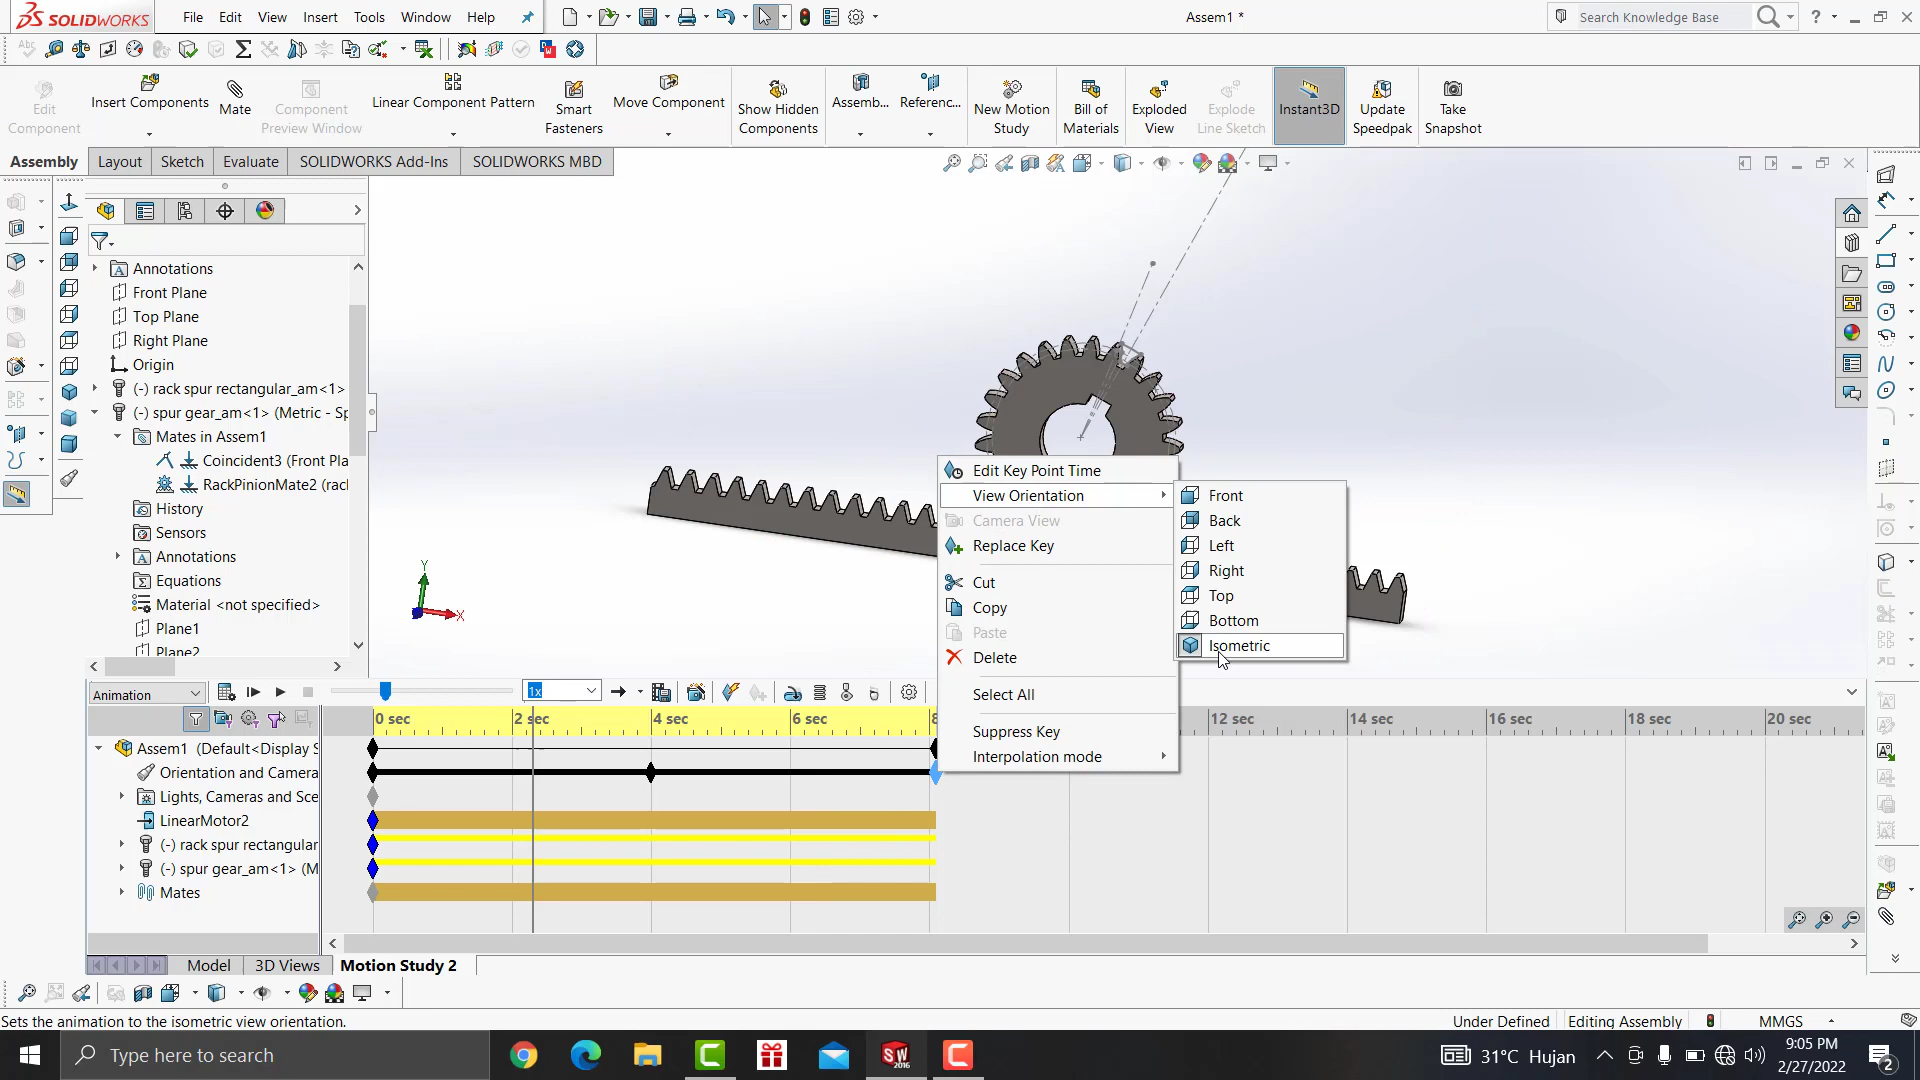 SOLIDWORKS File Edit View Insert Tools Window Help Assem1 * Search Knowledge Base ?
Edit Component
Insert Components
Mate
Component Preview Window
Linear Component Pattern
Smart Fasteners
Move Component
Show Hidden Components
Assemb...
Referenc...
New Motion Study
Bill of Materials
Exploded View
Explode Line Sketch
Instant3D
Update Speedpak
Take Snapshot
Assembly Layout Sketch Evaluate SOLIDWORKS Add-Ins SOLIDWORKS MBD
Annotations
Front Plane
Top Plane
Right Plane
Origin
(-) rack spur rectangular_am<1>
(-) spur gear_am<1> (Metric - Sp
Mates in Assem1
Coincident3 (Front Pla
RackPinionMate2 (rac
History
Sensors
Annotations
Equations
Material <not specified>
Plane1
Plane2
Y
X
Edit Key Point Time
View Orientation
Camera View
Replace Key
Cut
Copy
Paste
Delete
Select All
Suppress Key
Interpolation mode
Front
Back
Left
Right
Top
Bottom
Isometric
Animation 1x
0 sec 2 sec 4 sec 6 sec 8 12 sec 14 sec 16 sec 18 sec 20 sec
Assem1 (Default<Display S
Orientation and Camera
Lights, Cameras and Sce
LinearMotor2
(-) rack spur rectangular
(-) spur gear_am<1> (M
Mates
Model 3D Views Motion Study 2
Sets the animation to the isometric view orientation. Under Defined Editing Assembly MMGS
Type here to search SW 2016 31°C Hujan 9:05 PM
2/27/2022 2